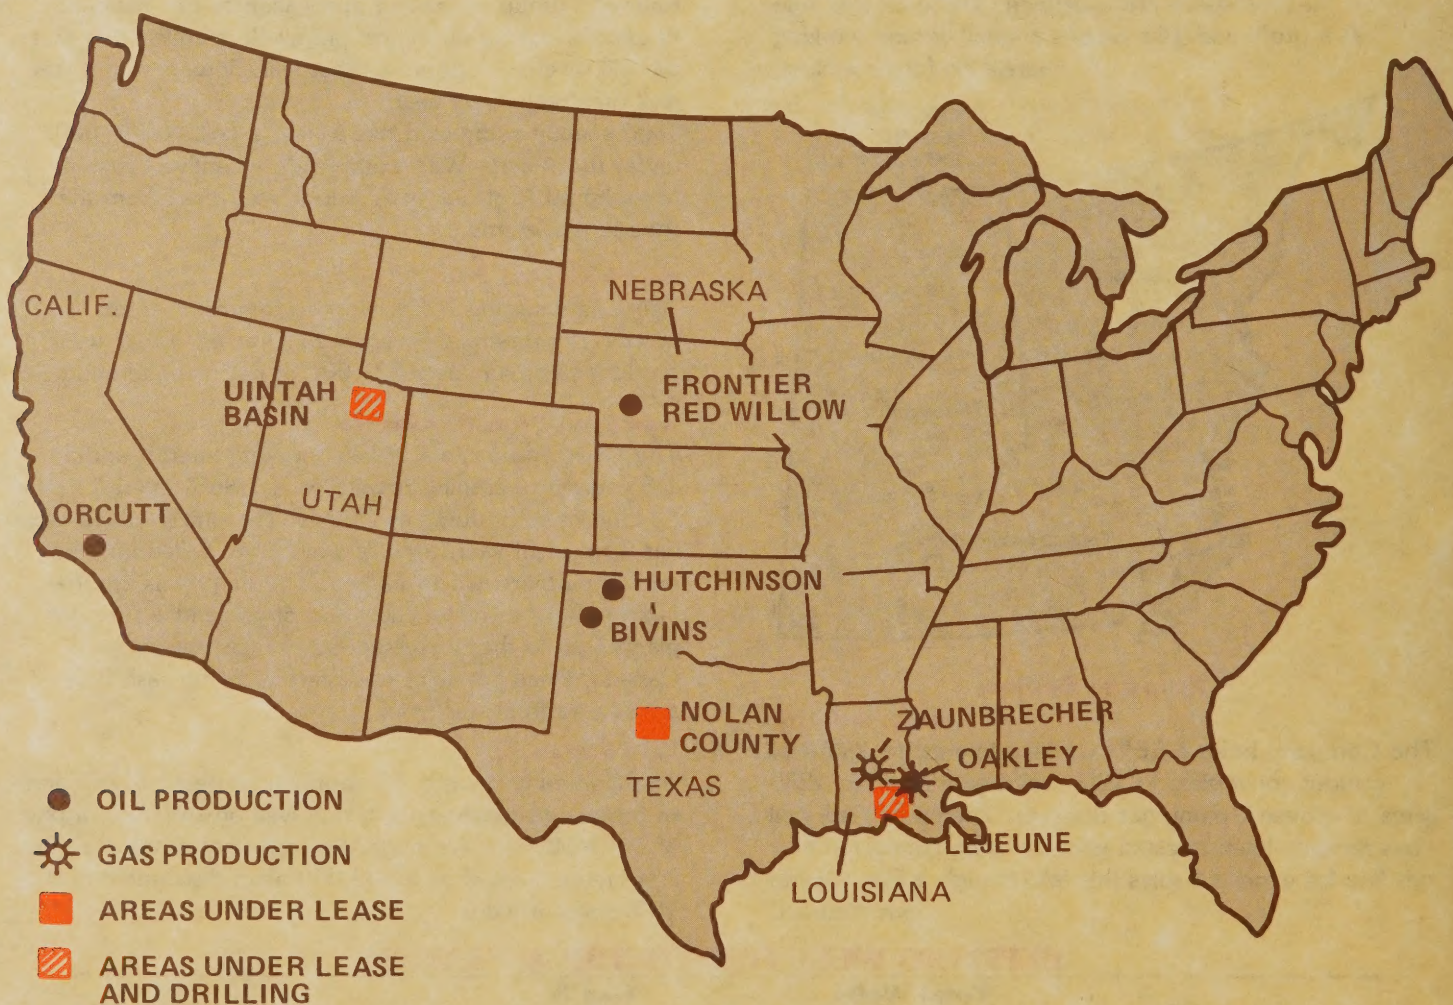 CALIF.
NEBRASKA
UINTAH
BASIN
FRONTIER
RED WILLOW
UTAH
ORCUTT
HUTCHINSON
BIVINS
NOLAN
COUNTY
TEXAS
ZAUNBRECHER
OAKLEY
LEJEUNE
LOUISIANA
OIL PRODUCTION
GAS PRODUCTION
AREAS UNDER LEASE
AREAS UNDER LEASE
AND DRILLING